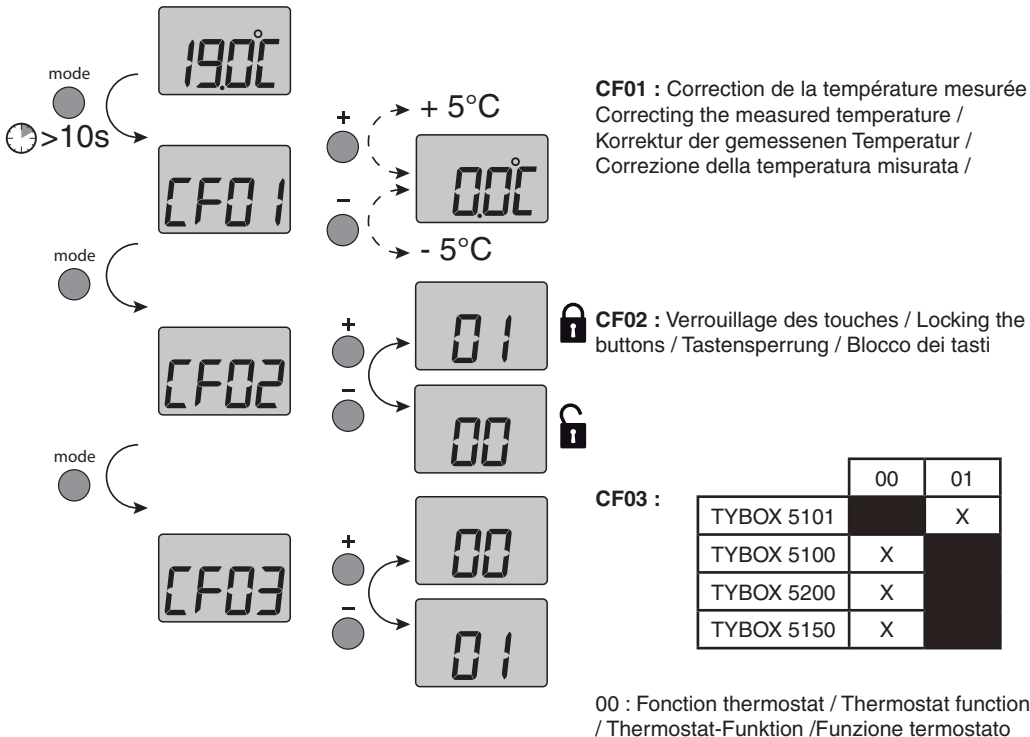 19.0°C
mode
>10s
CF01
+
+ 5°C
0.0°C
–
- 5°C
CF01 : Correction de la température mesurée
Correcting the measured temperature /
Korrektur der gemessenen Temperatur /
Correzione della temperatura misurata /
mode
CF02
+
–
01
00
CF02 : Verrouillage des touches / Locking the
buttons / Tastensperrung / Blocco dei tasti
mode
CF03
+
–
00
01
CF03 :
00 01
TYBOX 5101 X
TYBOX 5100 X
TYBOX 5200 X
TYBOX 5150 X
00 : Fonction thermostat / Thermostat function
/ Thermostat-Funktion /Funzione termostato